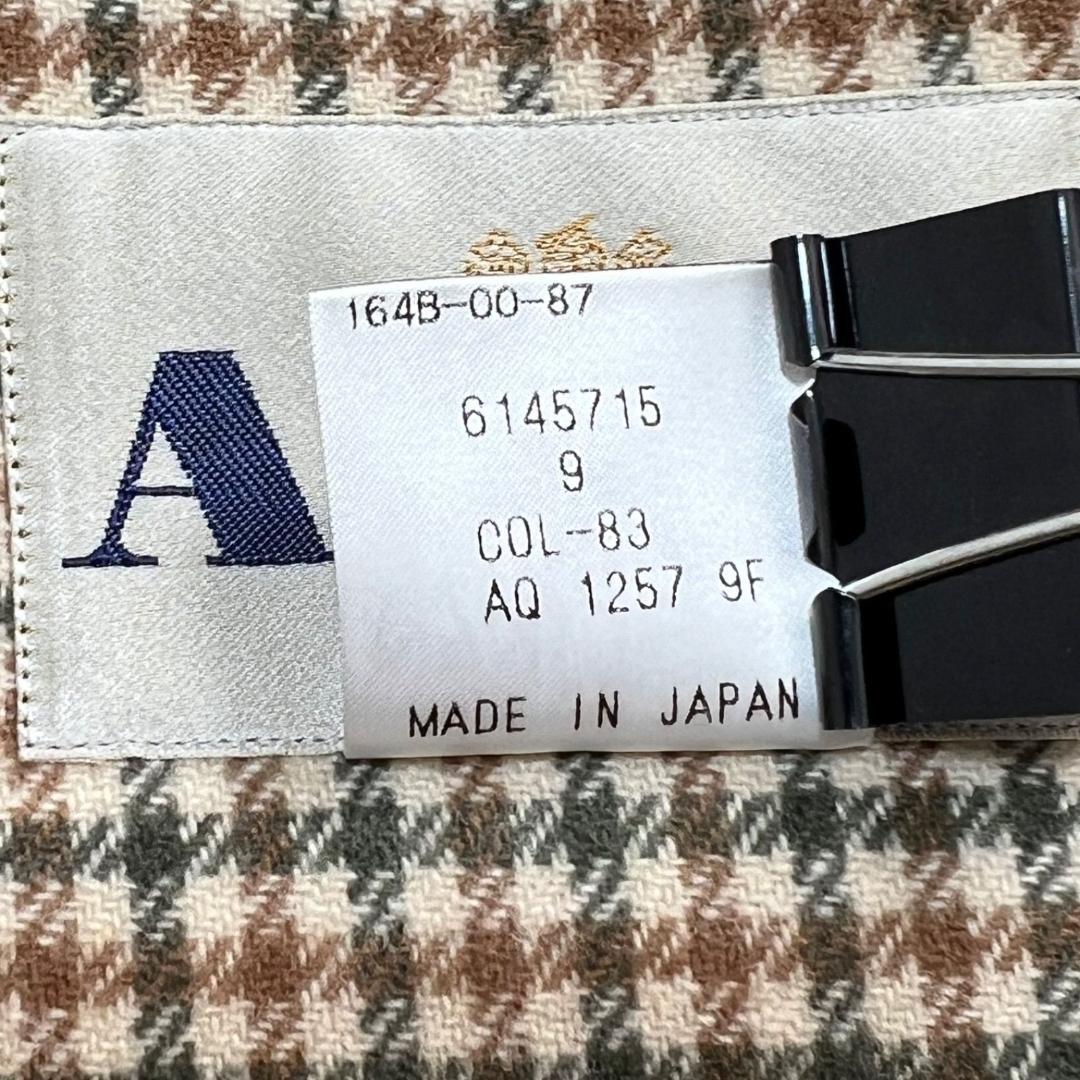 A
164B-00-87
6145715
9
COL-83
AQ 1257 9F
MADE IN JAPAN